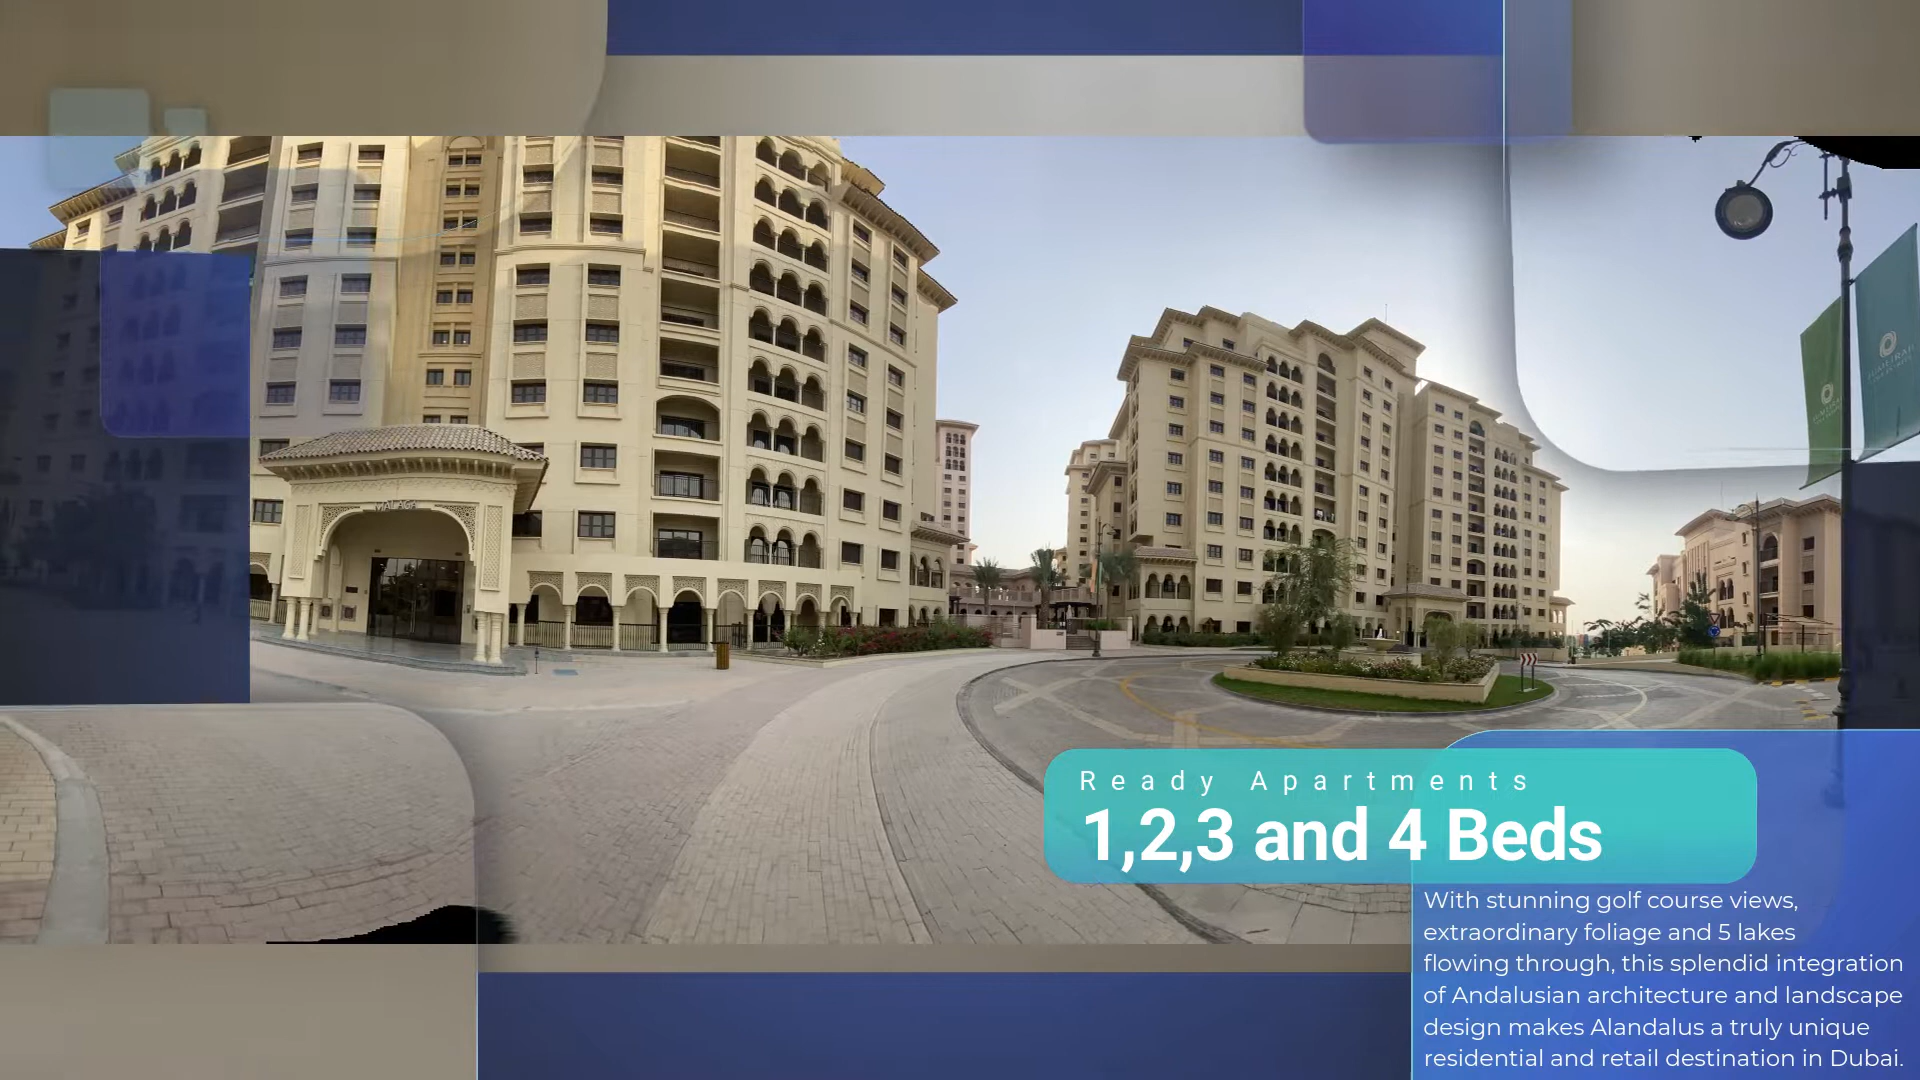 MALAGA
Ready Apartments
1,2,3 and 4 Beds
With stunning golf course views,
extraordinary foliage and 5 lakes
flowing through, this splendid integration
of Andalusian architecture and landscape
design makes Alandalus a truly unique
residential and retail destination in Dubai.